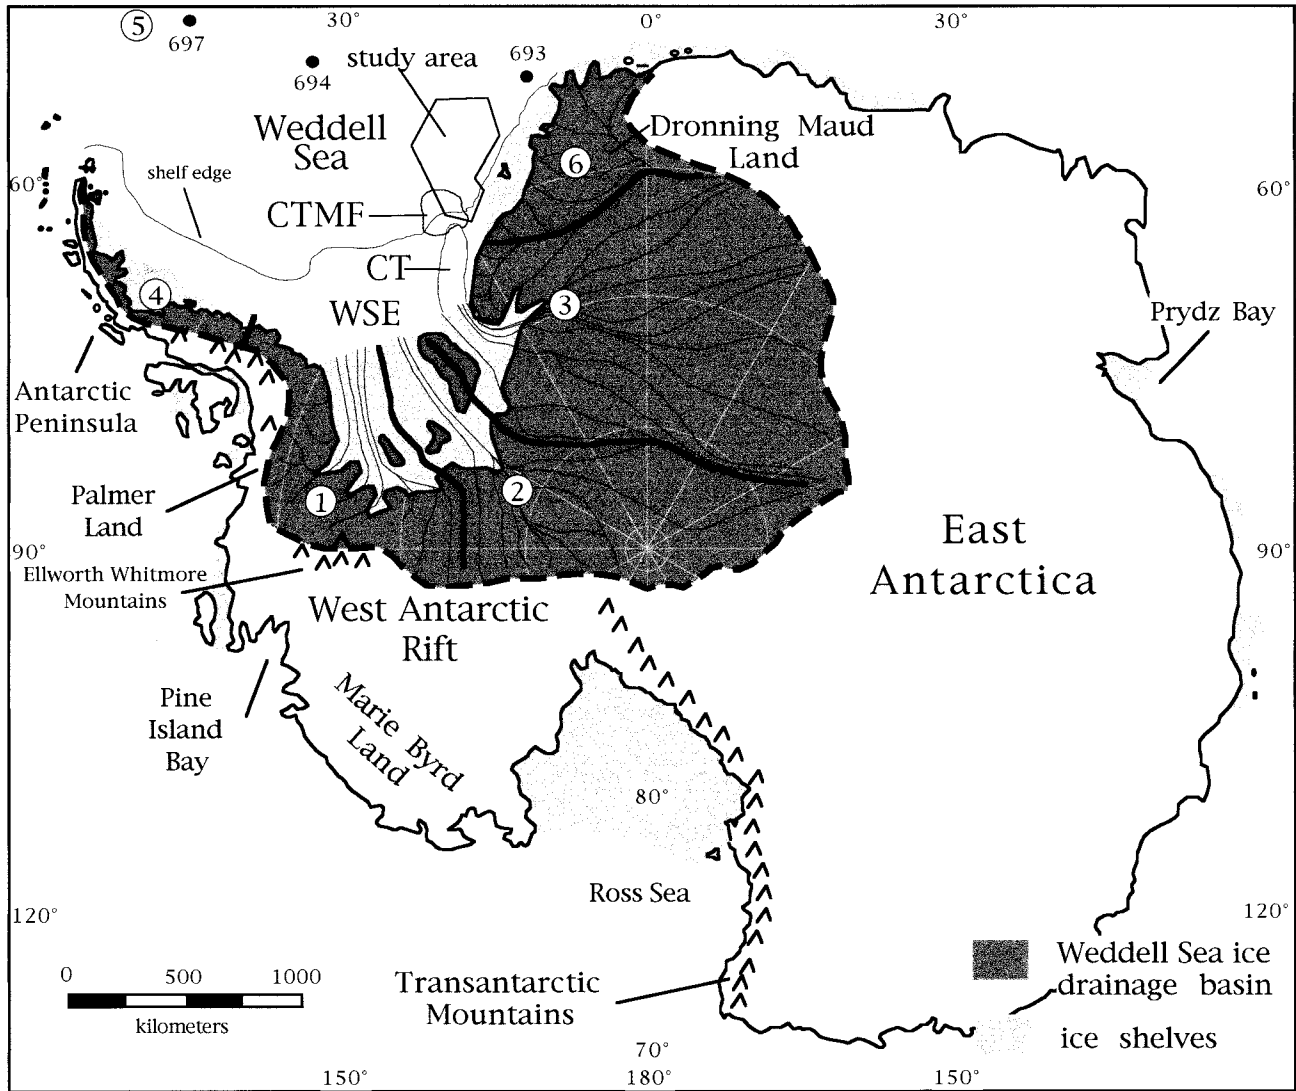 5
697
30°
0°
30°
694
study area
693
Weddell
Sea
Dronning Maud
Land
6
60°
60°
shelf edge
CTMF
CT
4
WSE
3
Prydz Bay
Antarctic
Peninsula
Palmer
Land
1
2
East
Antarctica
90°
90°
Ellworth Whitmore
Mountains
West Antarctic
Rift
Pine
Island
Bay
Marie Byrd
Land
80°
Ross Sea
120°
120°
0 500 1000
kilometers
Transantarctic
Mountains
Weddell Sea ice
drainage basin
ice shelves
70°
150°
180°
150°